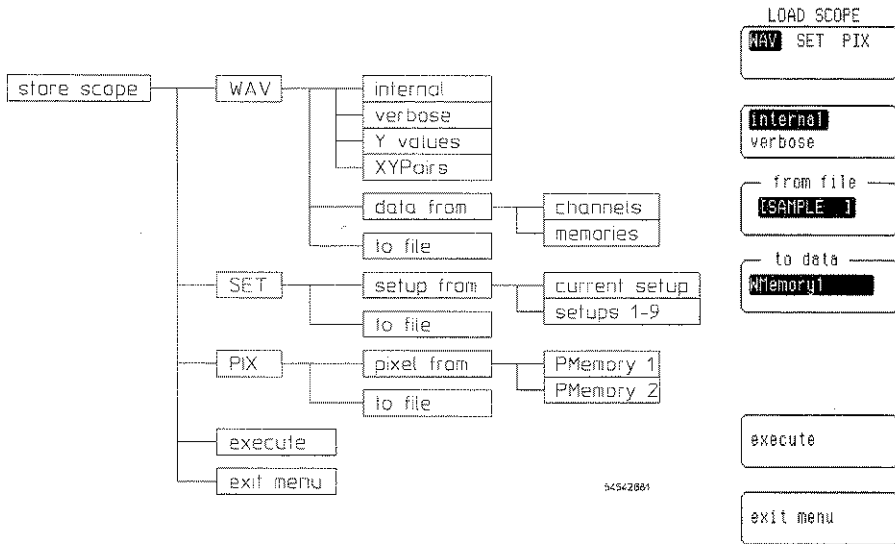 store scope
WAV
internal
verbose
Y values
XYPairs
data from
channels
memories
to file
SET
setup from
current setup
setups 1-9
to file
PIX
pixel from
PMemory 1
PMemory 2
to file
execute
exit menu
LOAD SCOPE
WAV SET PIX
internal
verbose
from file
[SAMPLE ]
to data
WMemory1
execute
exit menu